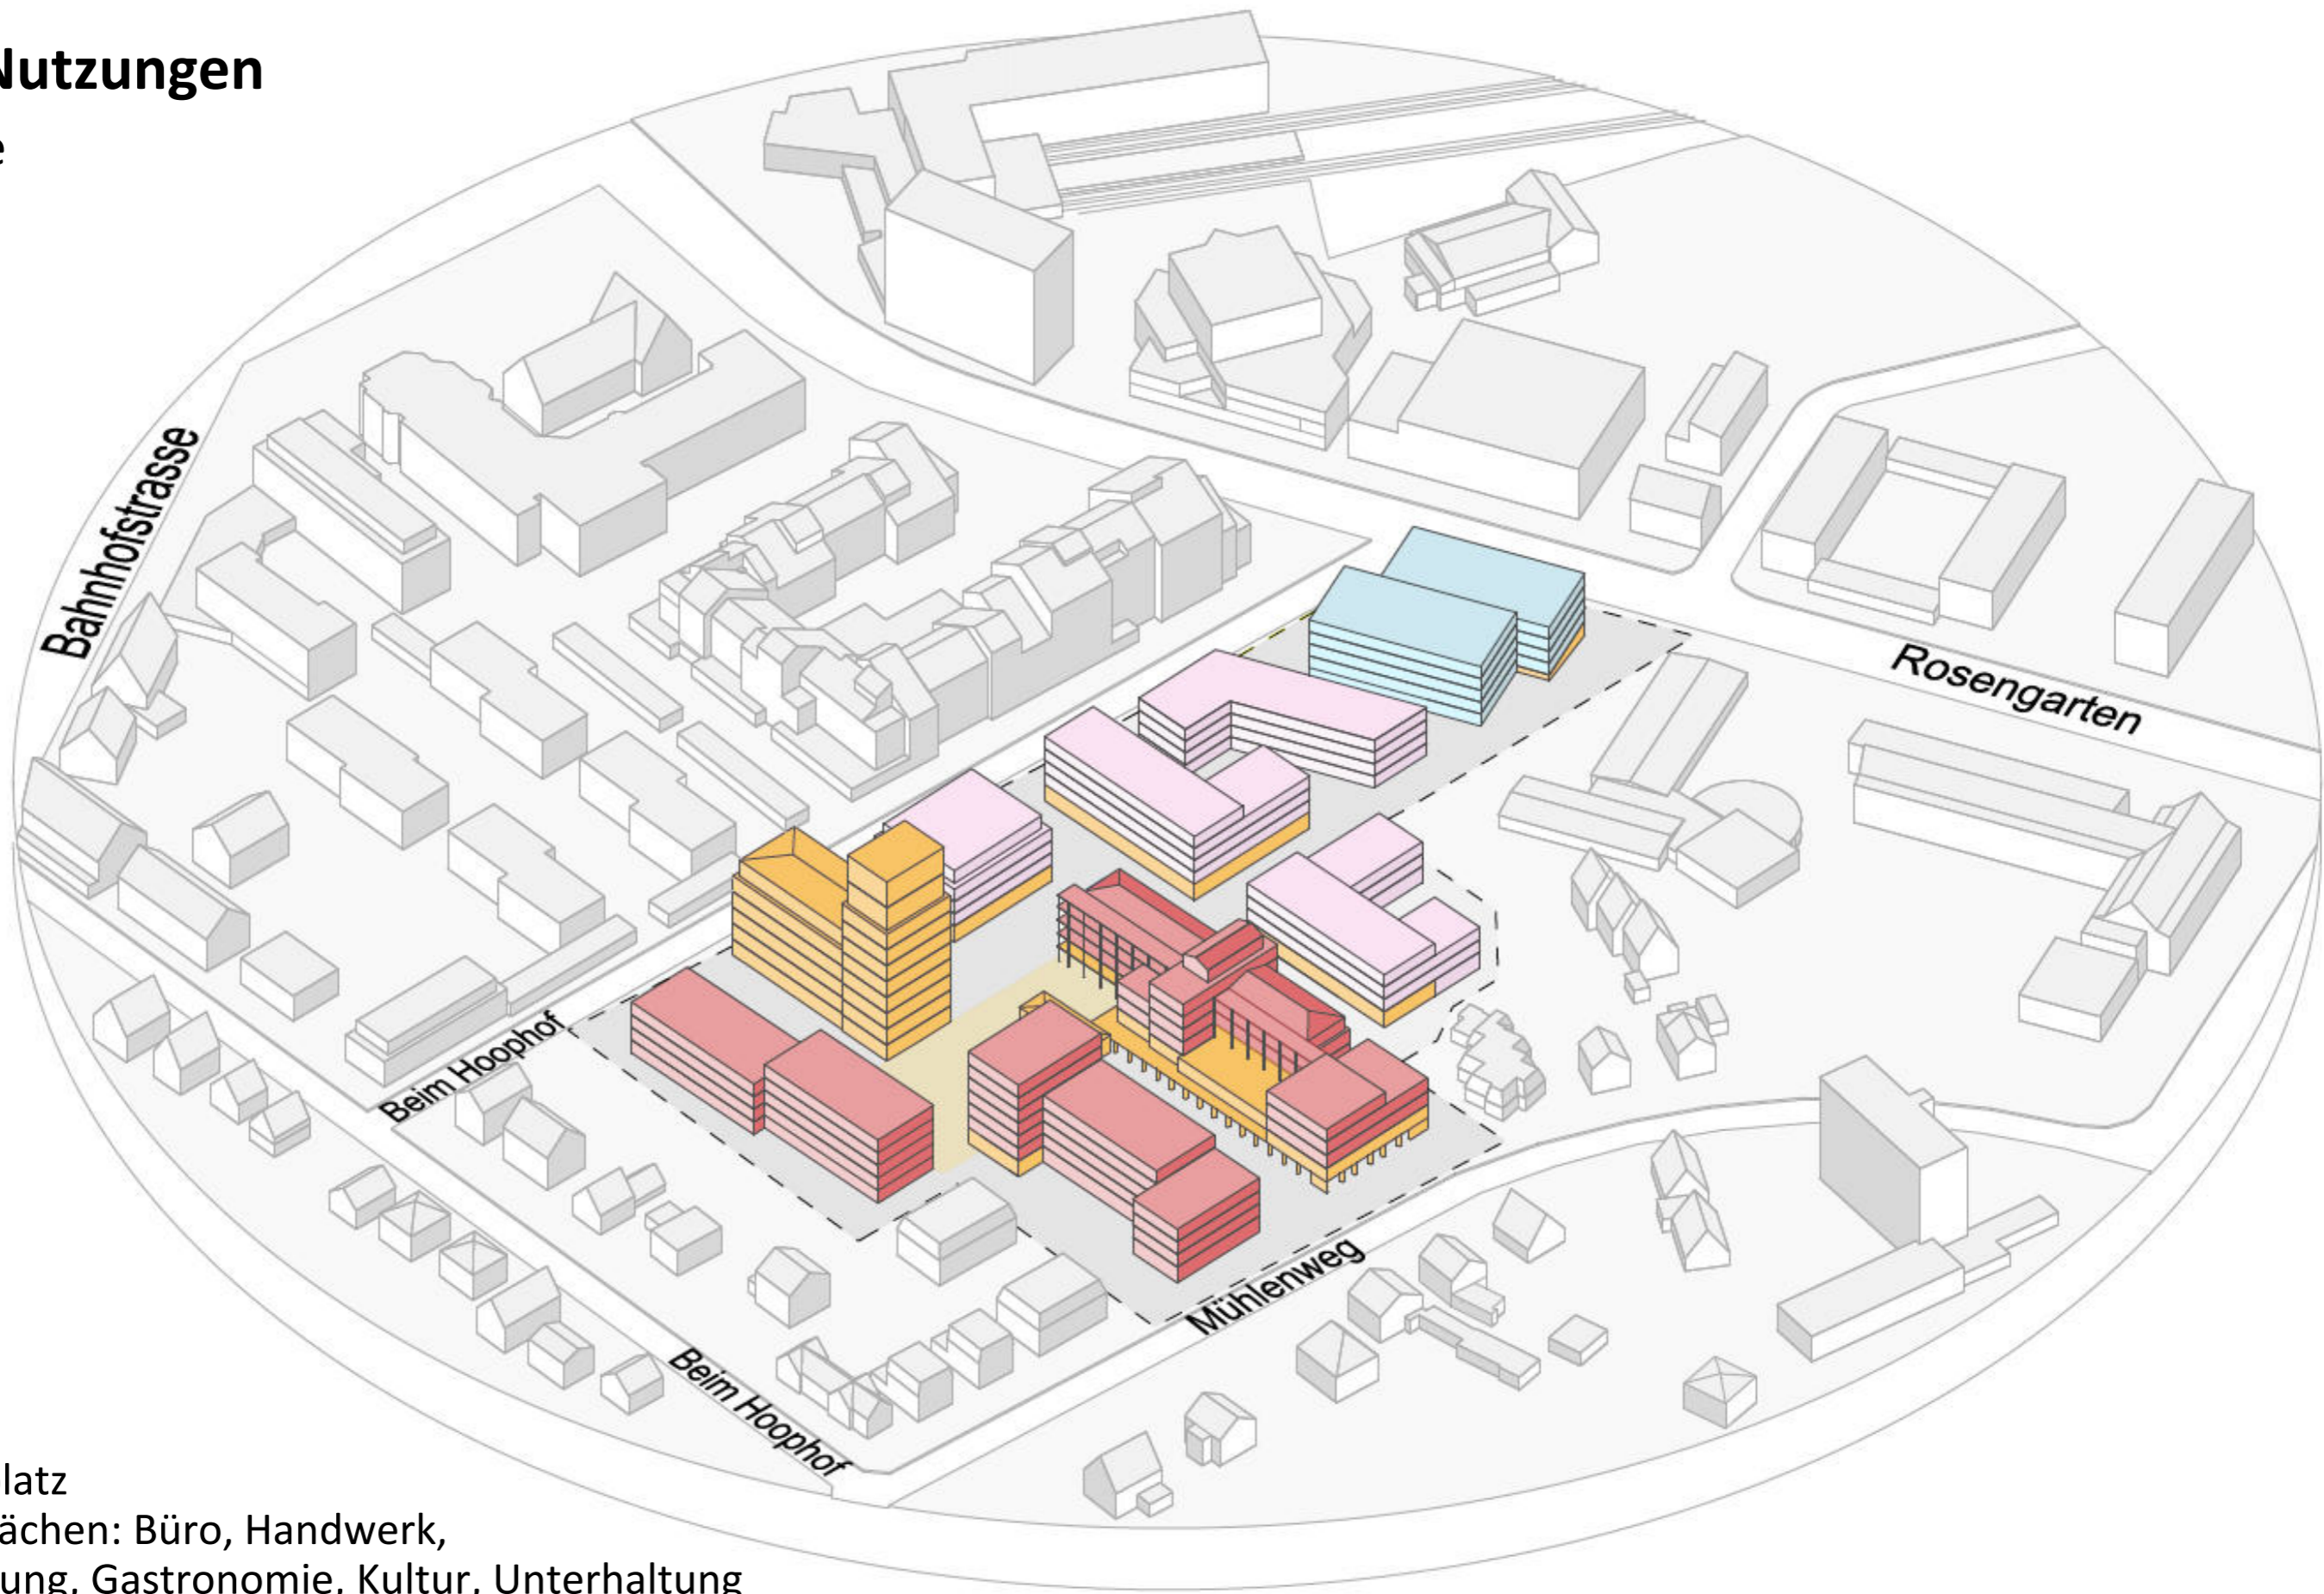 Nutzungen
e
Bahnhofstrasse
Rosengarten
Beim Hoophof
Mühlenweg
Beim Hoophof
latz
ächen: Büro, Handwerk,
ung, Gastronomie, Kultur, Unterhaltung